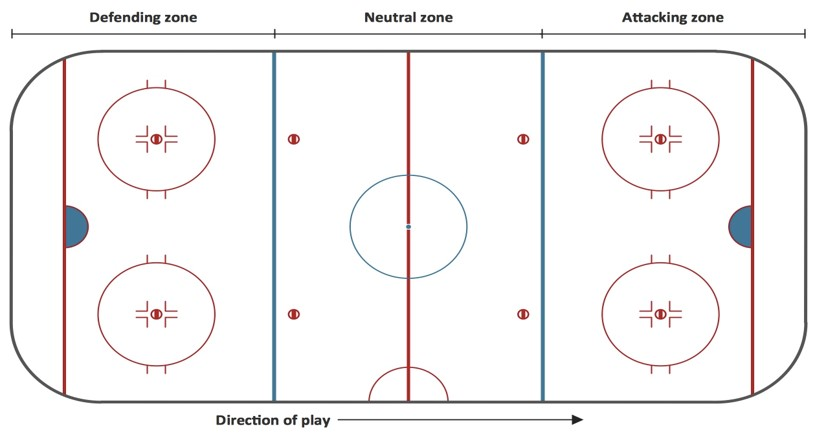 Defending zone
Neutral zone
Attacking zone
Direction of play